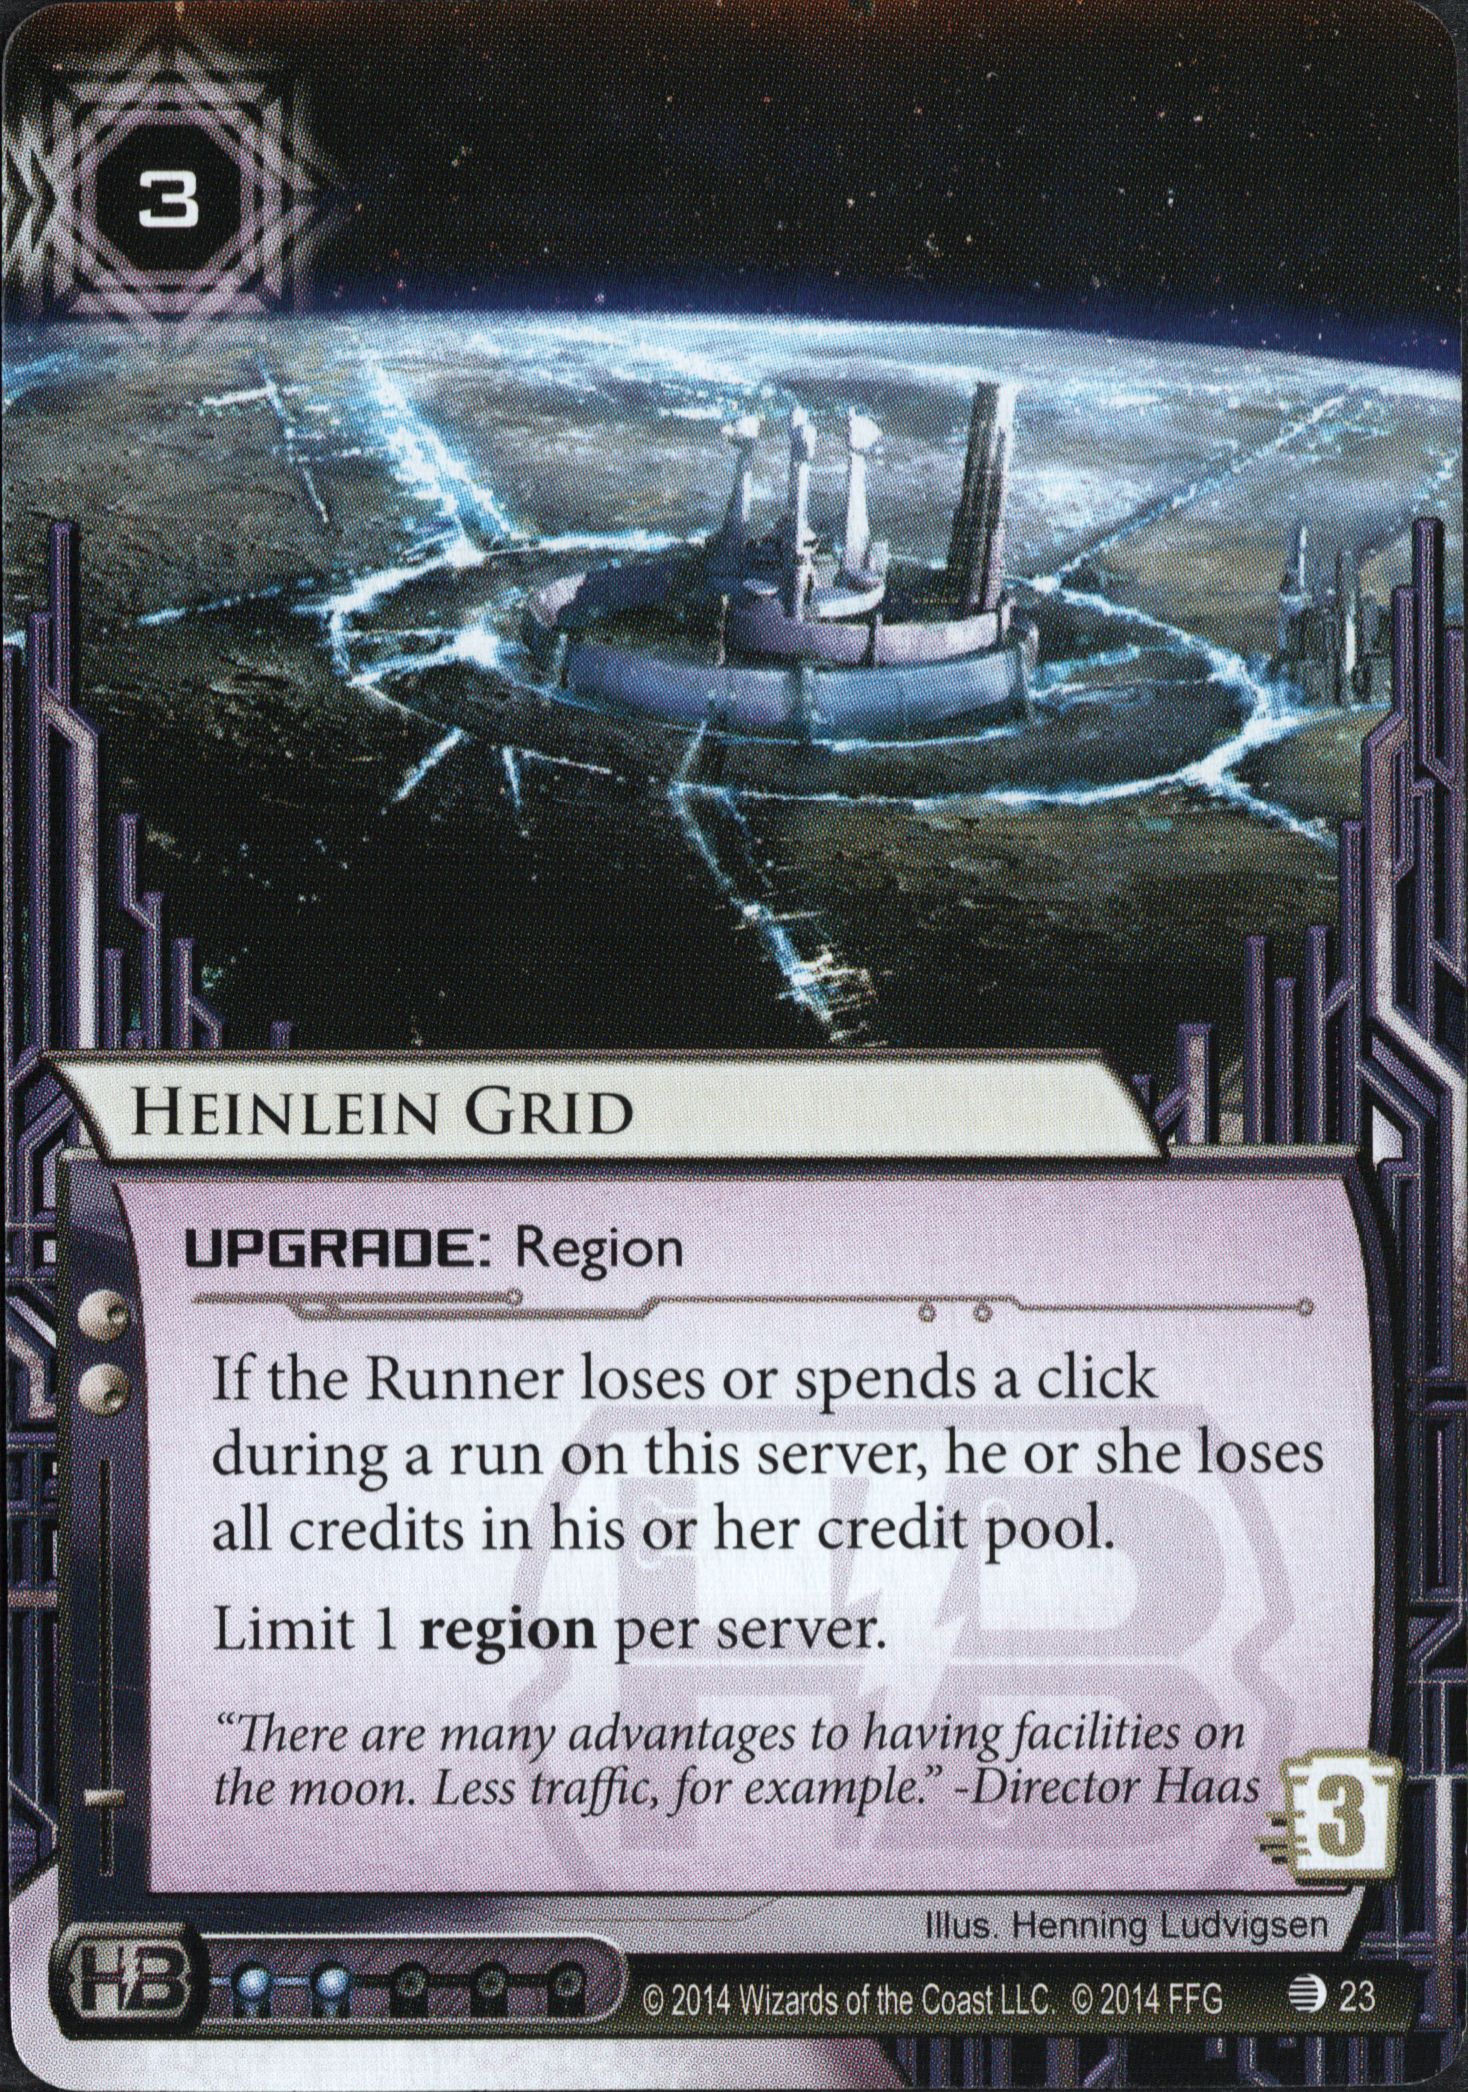 3
HEINLEIN GRID
UPGRADE: Region
If the Runner loses or spends a click
during a run on this server, he or she loses
all credits in his or her credit pool.
Limit 1 region per server.
“There are many advantages to having facilities on
the moon. Less traffic, for example.” -Director Haas
3
Illus. Henning Ludvigsen
HB
© 2014 Wizards of the Coast LLC. © 2014 FFG
23